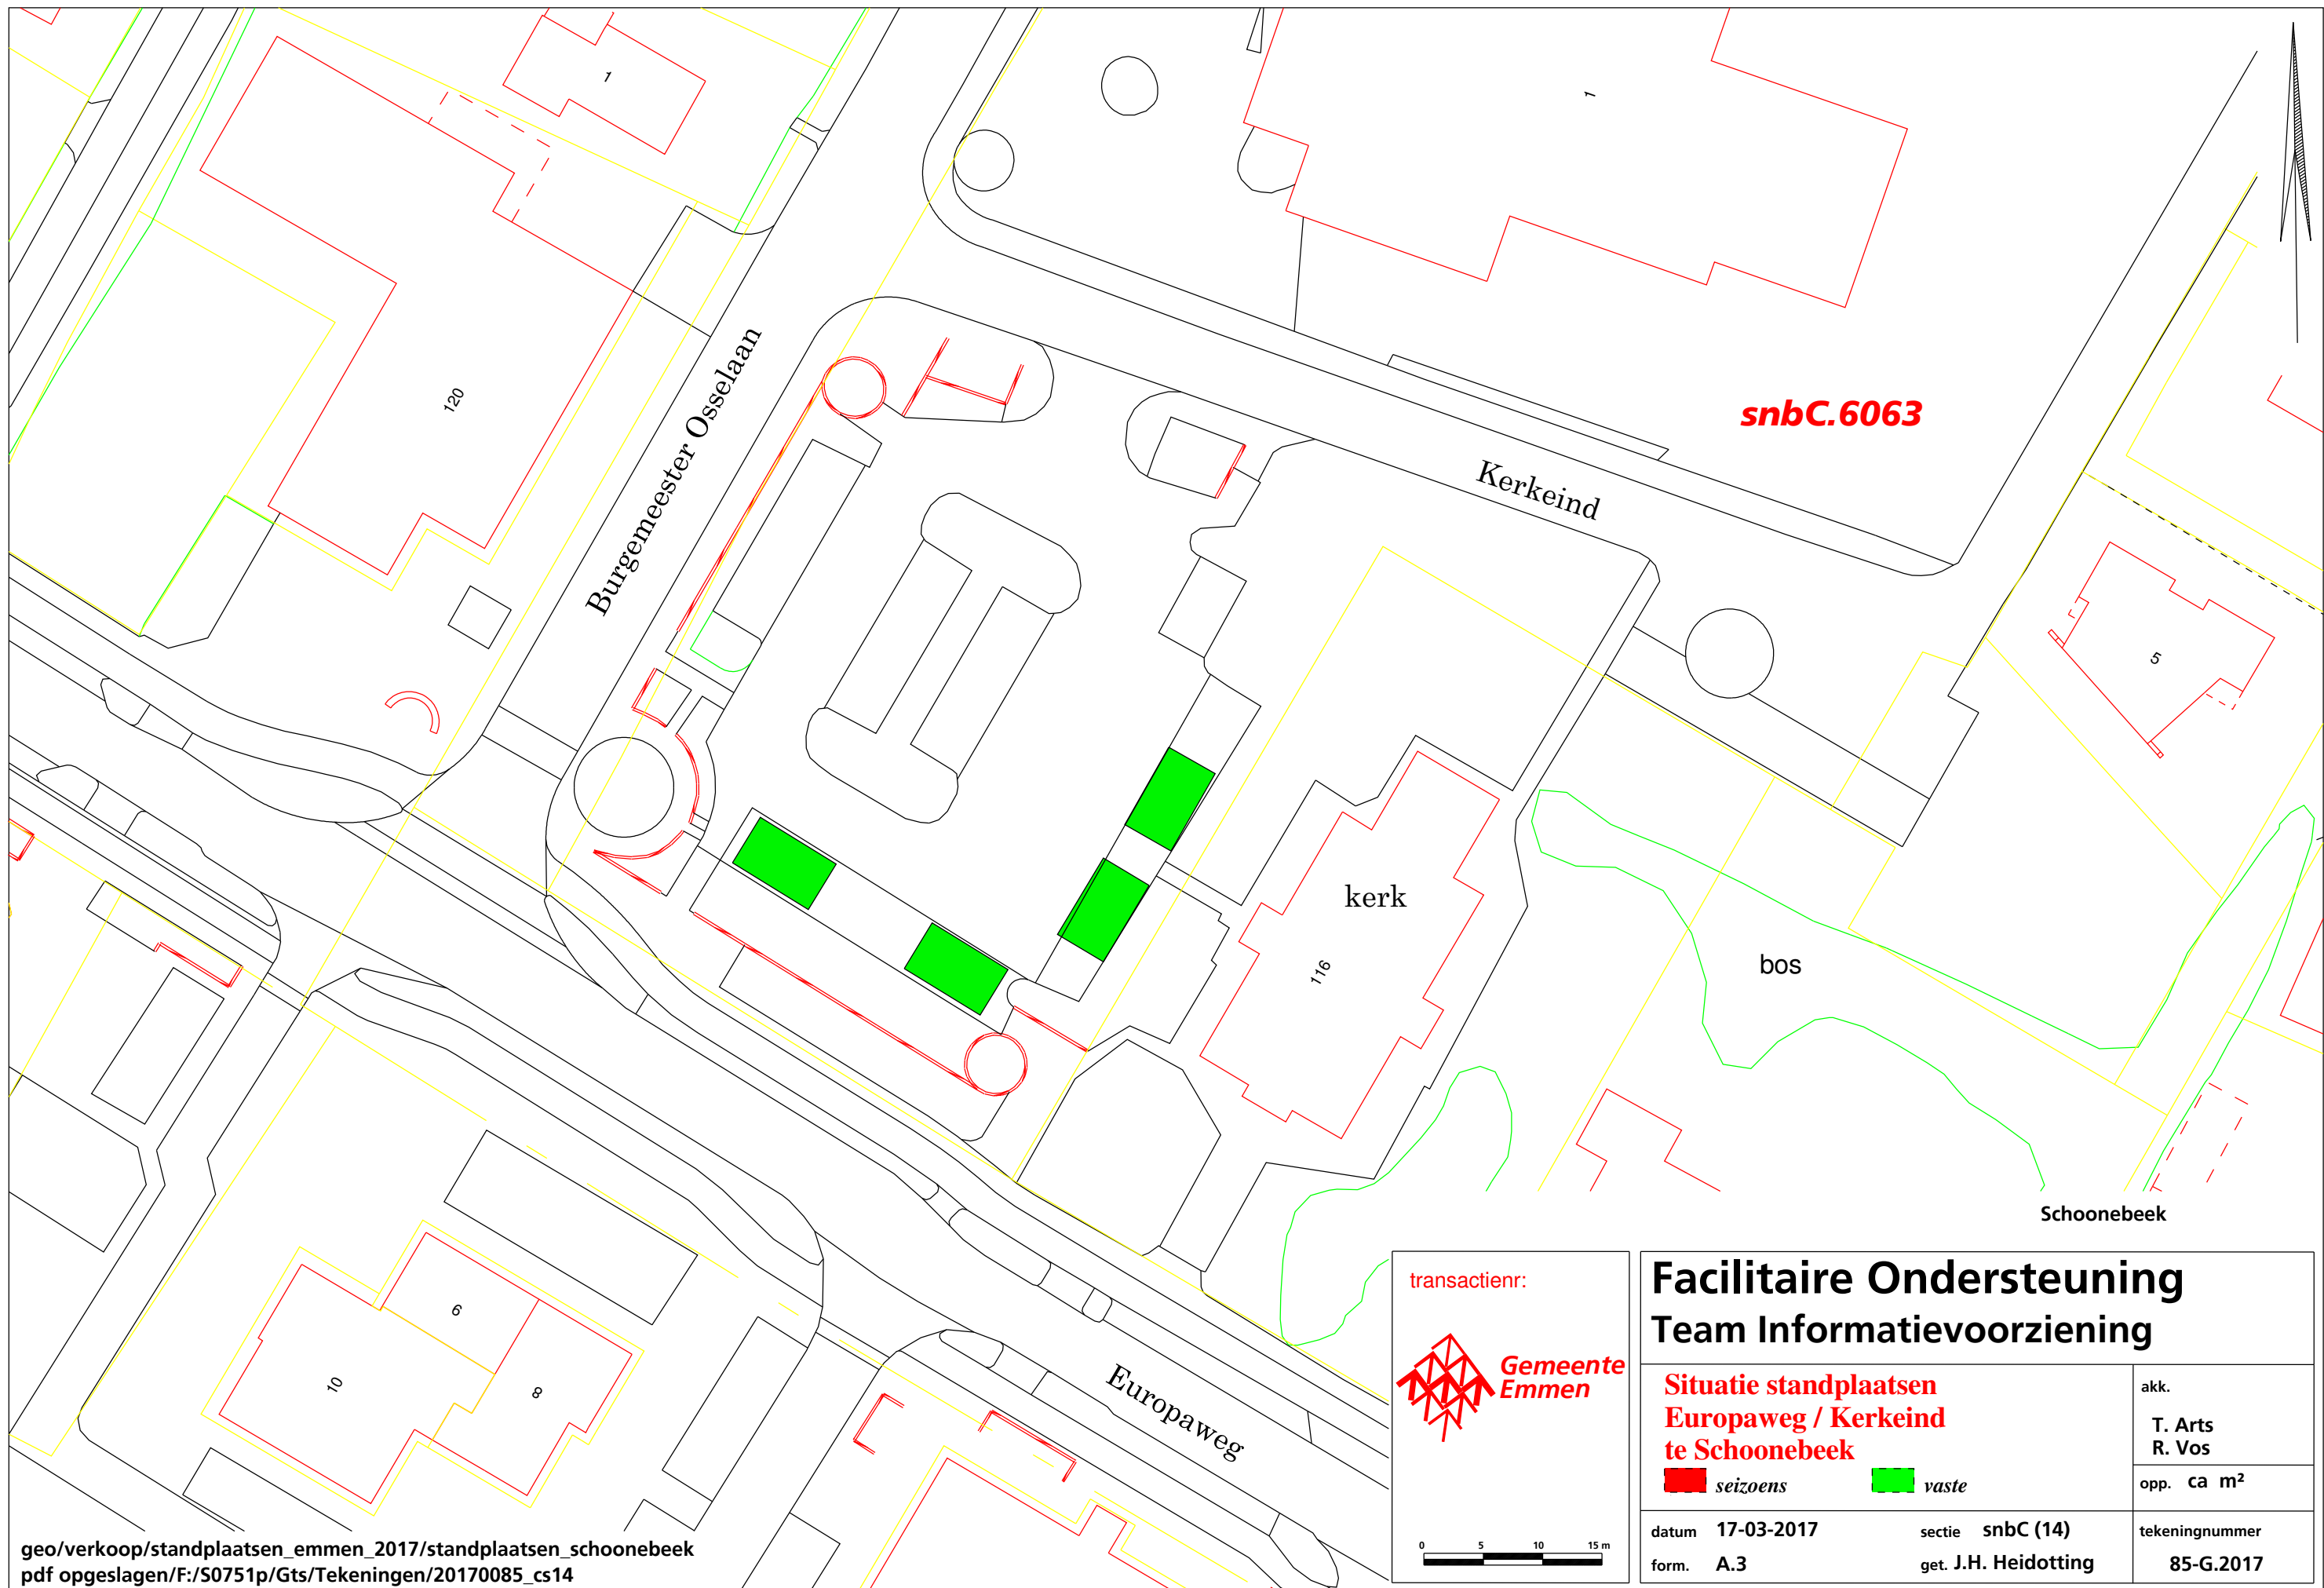 1
1
120
Burgemeester Osselaan
Kerkeind
snbC.6063
5
kerk
116
bos
6
10
8
Europaweg
Schoonebeek
transactienr:
Gemeente
Emmen
0 5 10 15 m
Facilitaire Ondersteuning
Team Informatievoorziening
Situatie standplaatsen
Europaweg / Kerkeind
te Schoonebeek
seizoens vaste
akk.
T. Arts
R. Vos
opp. ca m²
datum 17-03-2017 sectie snbC (14)
form. A.3 get. J.H. Heidotting
tekeningnummer
85-G.2017
geo/verkoop/standplaatsen_emmen_2017/standplaatsen_schoonebeek
pdf opgeslagen/F:/S0751p/Gts/Tekeningen/20170085_cs14